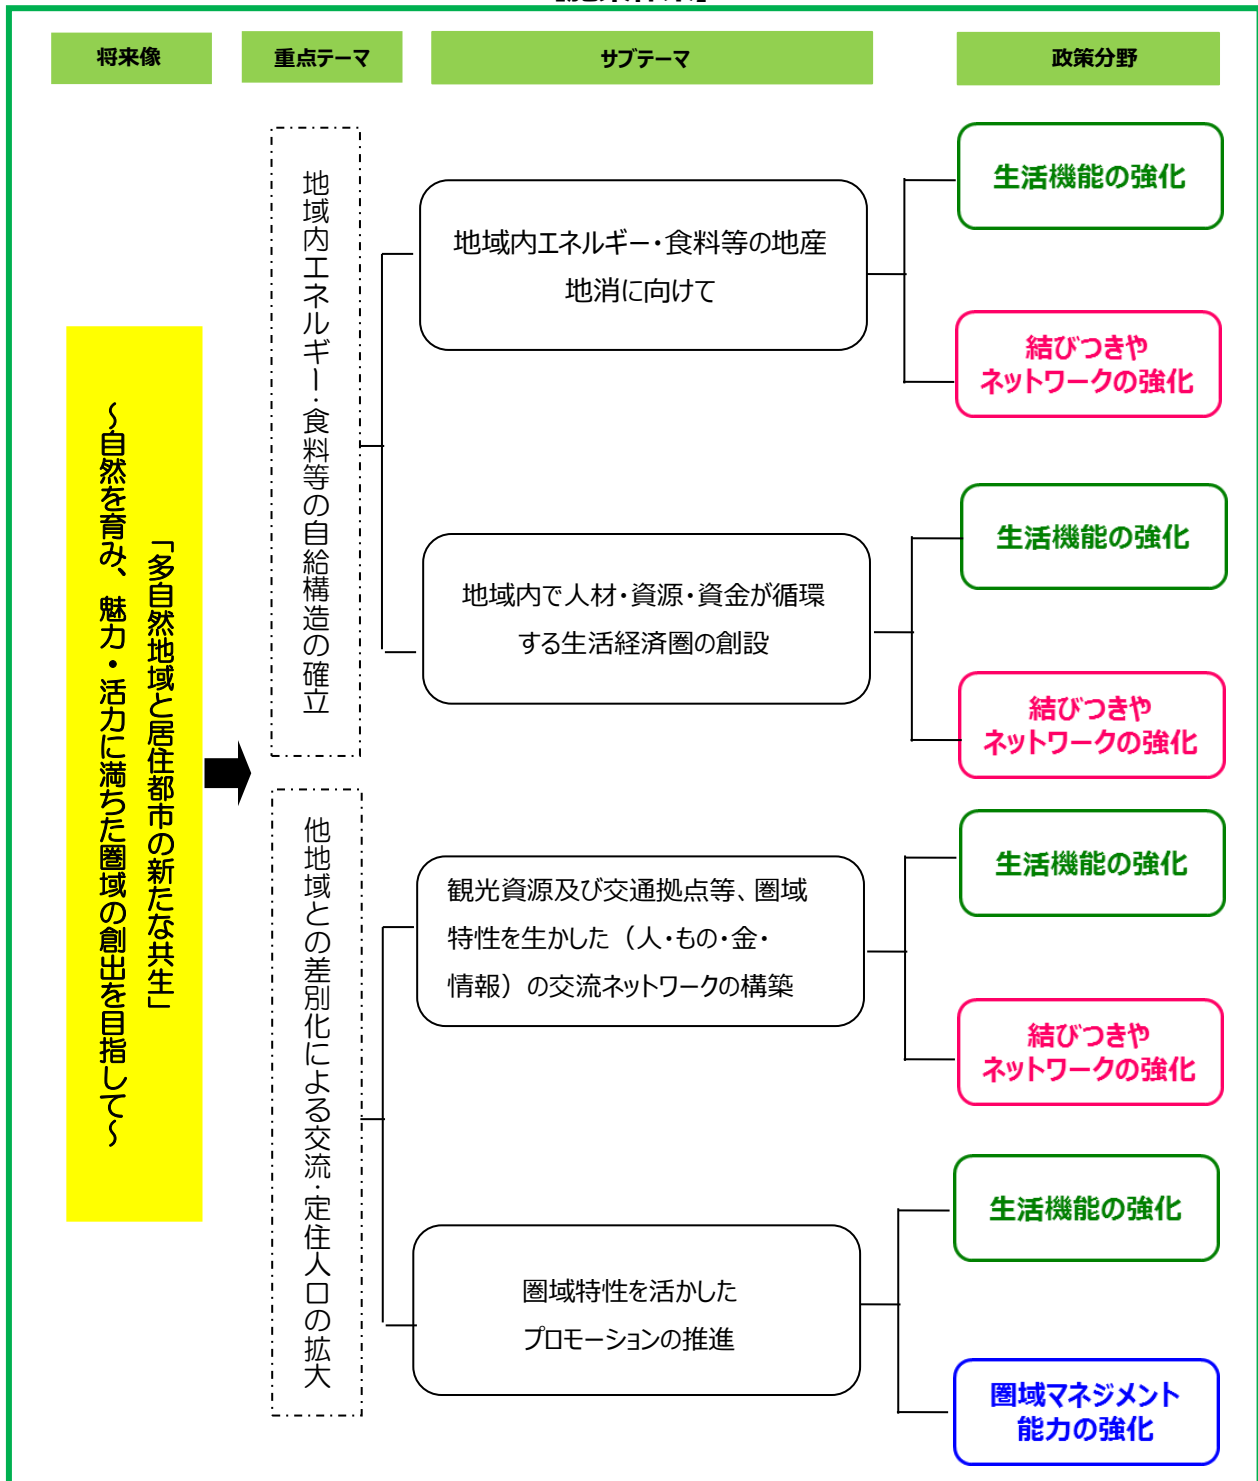 将来像
重点テーマ
サブテーマ
政策分野
「多自然地域と居住都市の新たな共生」
～自然を育み、魅力・活力に満ちた圏域の創出を目指して～
地域内エネルギー・食料等の自給構造の確立
地域内エネルギー・食料等の地産
地消に向けて
生活機能の強化
結びつきや
ネットワークの強化
地域内で人材・資源・資金が循環
する生活経済圏の創設
生活機能の強化
結びつきや
ネットワークの強化
他地域との差別化による交流・定住人口の拡大
観光資源及び交通拠点等、圏域
特性を生かした（人・もの・金・
情報）の交流ネットワークの構築
生活機能の強化
結びつきや
ネットワークの強化
圏域特性を活かした
プロモーションの推進
生活機能の強化
圏域マネジメント
能力の強化